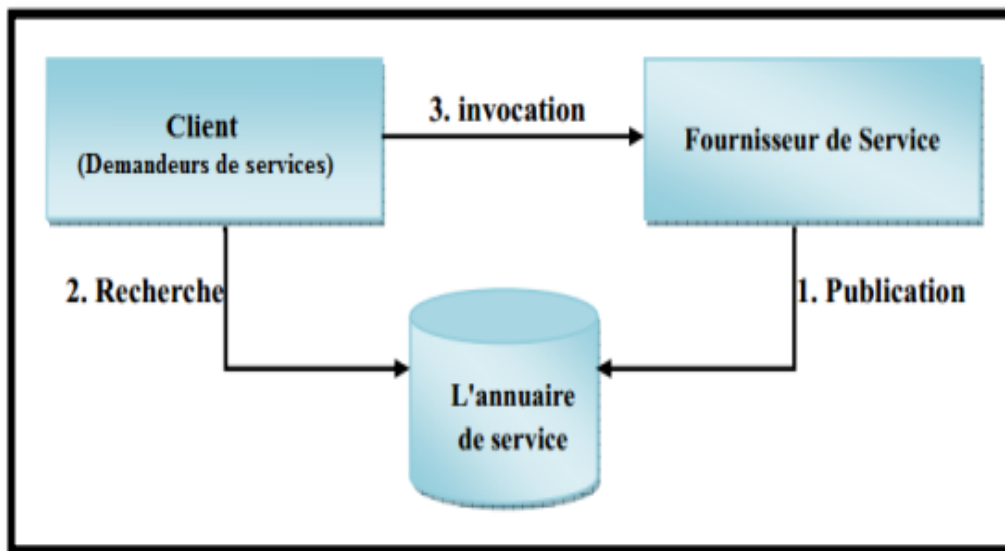 Client
(Demandeurs de services)
3. invocation
Fournisseur de Service
2. Recherche
1. Publication
L'annuaire
de service